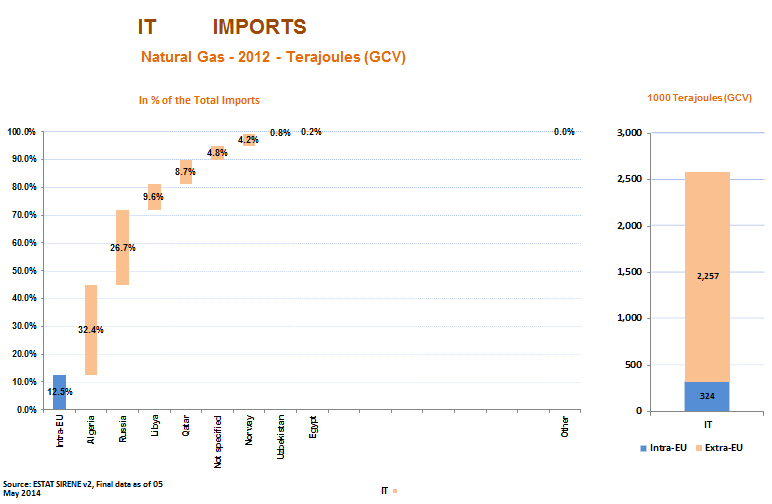 IT IMPORTS
Natural Gas - 2012 - Terajoules (GCV)
In % of the Total Imports
100.0%
90.0%
80.0%
70.0%
60.0%
50.0%
40.0%
30.0%
20.0%
10.0%
0.0%
12.5%
32.4%
26.7%
9.6%
8.7%
4.8%
4.2%
0.8%
0.2%
0.0%
Intra-EU
Algeria
Russia
Libya
Qatar
Not specified
Norway
Uzbekistan
Egypt
Other
1000 Terajoules (GCV)
3,000
2,500
2,000
1,500
1,000
500
0
2,257
324
IT
Intra-EU Extra-EU
Source: ESTAT SIRENE v2, Final data as of 05
May 2014
IT